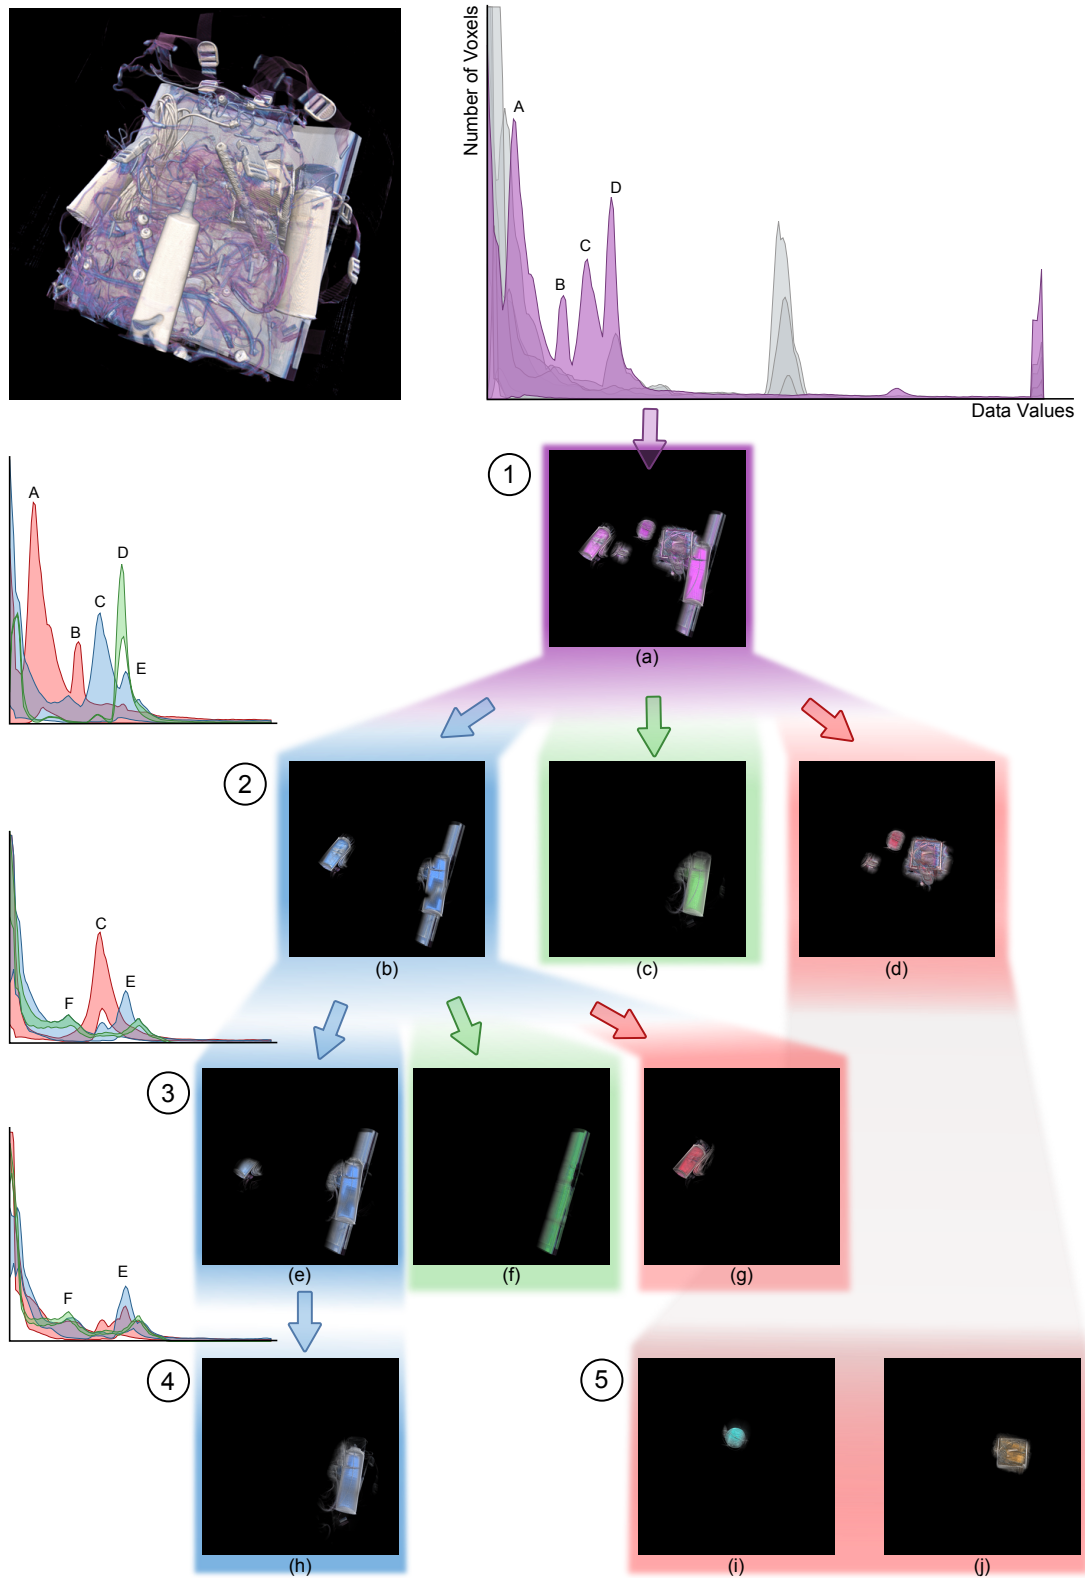 Number of Voxels
A
B
C
D
Data Values
1
(a)
A
B
C
D
E
2
(b)
(c)
(d)
C
E
F
3
(e)
(f)
(g)
E
F
4
5
(h)
(i)
(j)